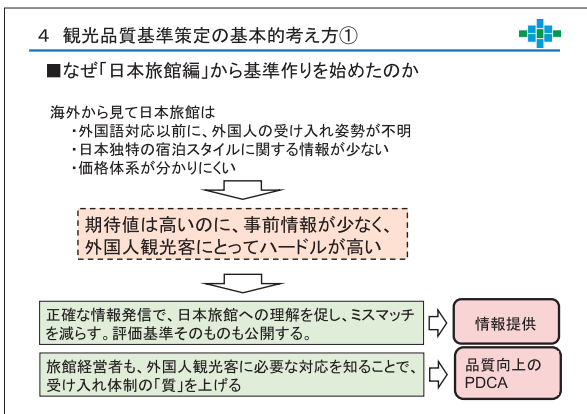 4 観光品質基準策定の基本的考え方①
■なぜ「日本旅館編」から基準作りを始めたのか
海外から見て日本旅館は
・外国語対応以前に、外国人の受け入れ姿勢が不明
・日本独特の宿泊スタイルに関する情報が少ない
・価格体系が分かりにくい
期待値は高いのに、事前情報が少なく、
外国人観光客にとってハードルが高い
正確な情報発信で、日本旅館への理解を促し、ミスマッチ
を減らす。評価基準そのものも公開する。
情報提供
旅館経営者も、外国人観光客に必要な対応を知ることで、
受け入れ体制の「質」を上げる
品質向上の
PDCA